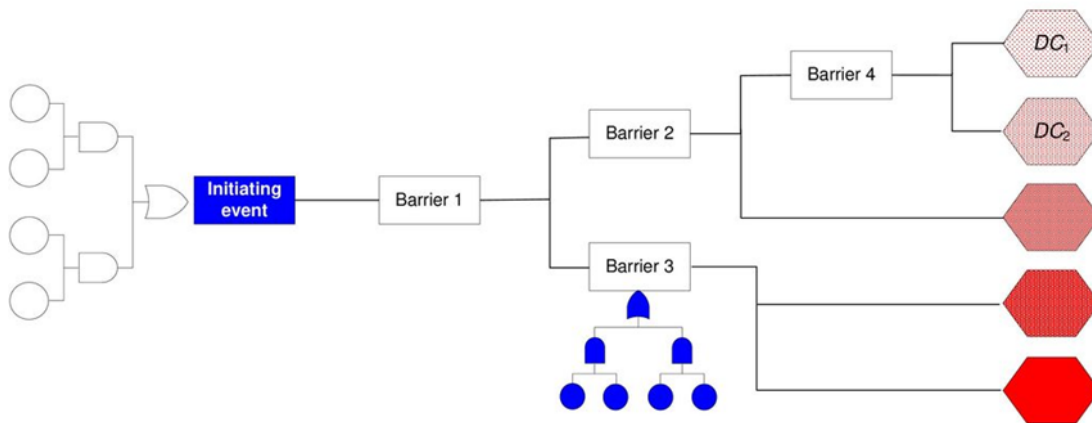 DC1
Barrier 4
Barrier 2
DC2
Initiating
event
Barrier 1
Barrier 3